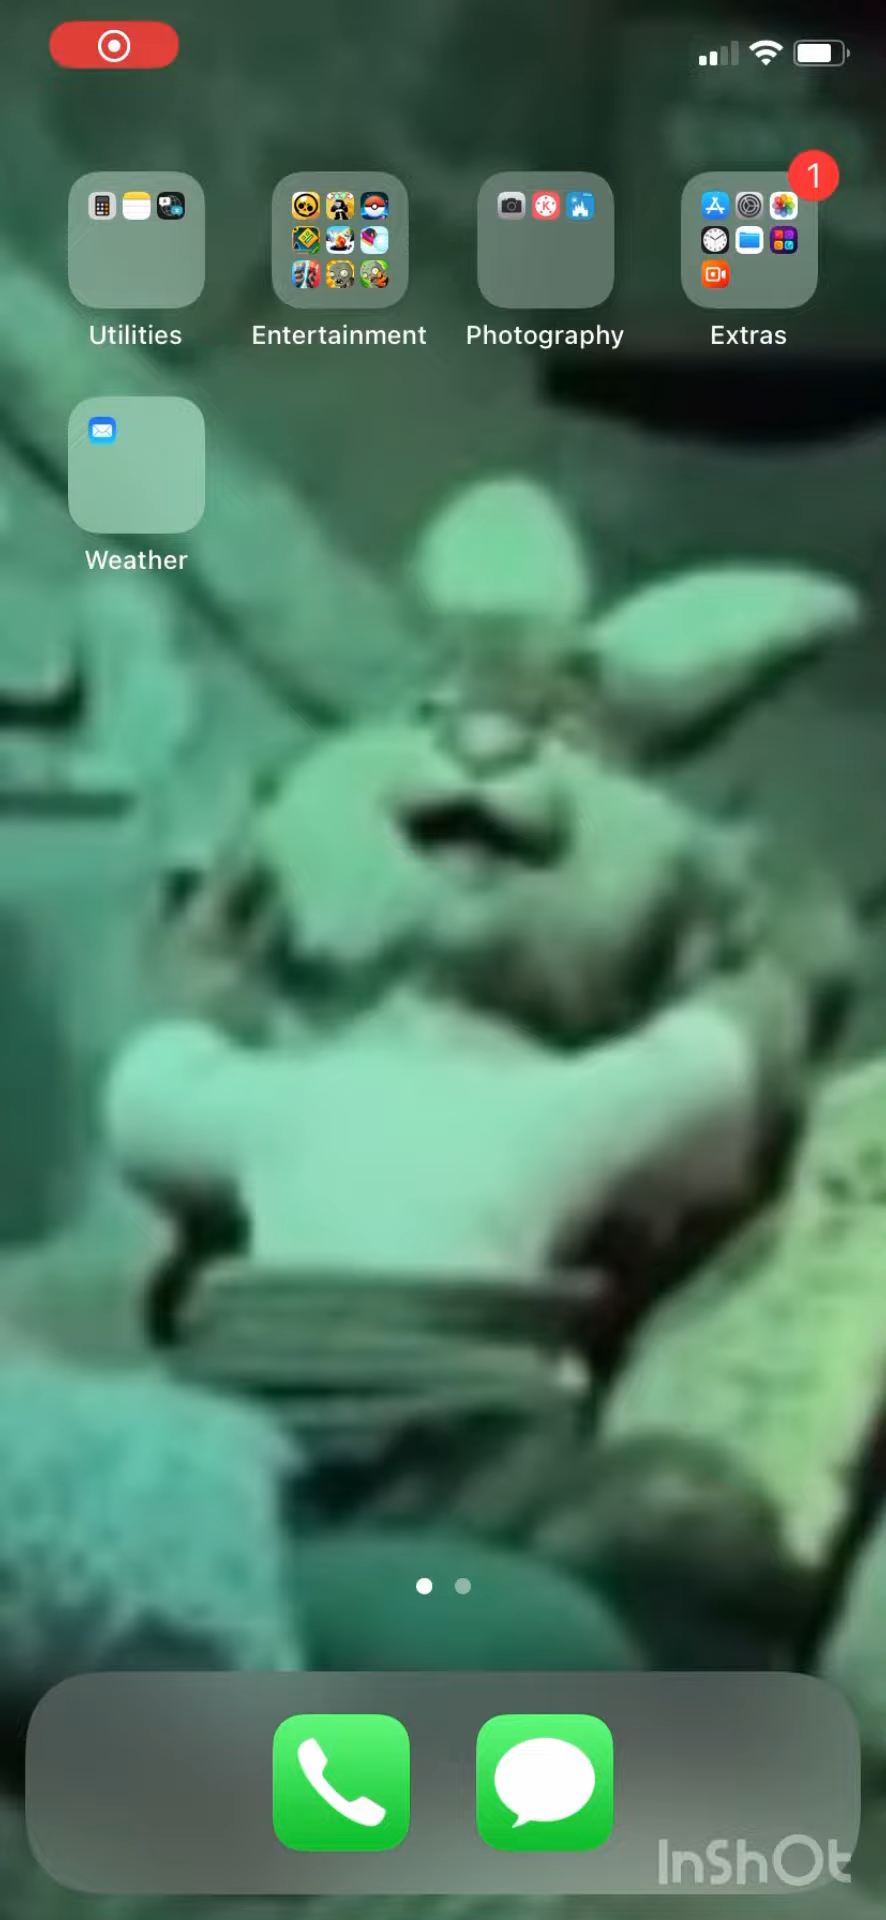 1
Utilities
Entertainment
Photography
Extras
Weather
InShOt